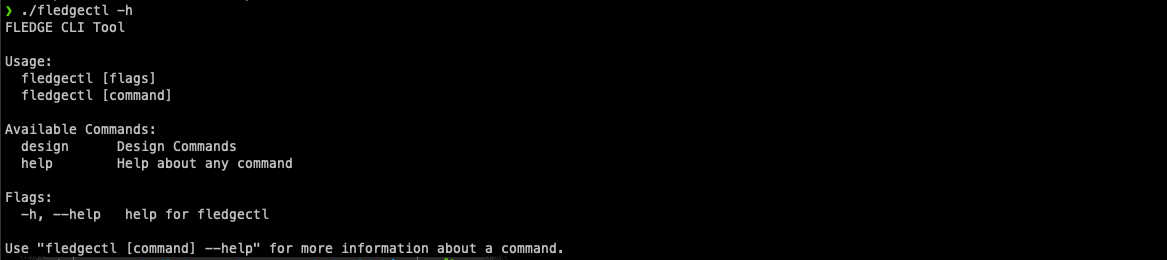 ❯ ./fledgectl -h
FLEDGE CLI Tool

Usage:
  fledgectl [flags]
  fledgectl [command]

Available Commands:
  design      Design Commands
  help        Help about any command

Flags:
  -h, --help   help for fledgectl

Use "fledgectl [command] --help" for more information about a command.